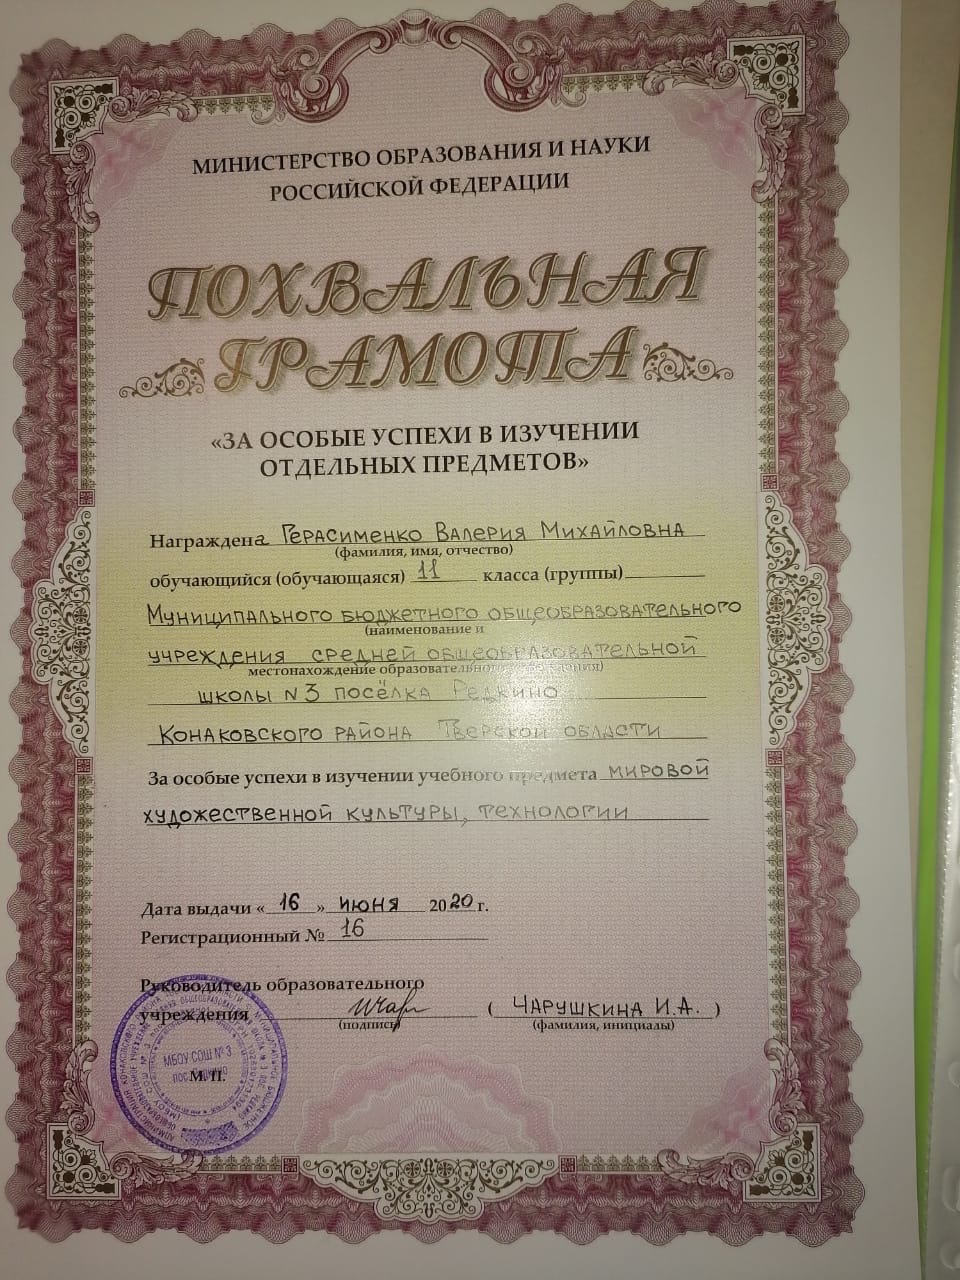 МИНИСТЕРСТВО ОБРАЗОВАНИЯ И НАУКИ
РОССИЙСКОЙ ФЕДЕРАЦИИ
ПОХВАЛЬНАЯ
ГРАМОТА
«ЗА ОСОБЫЕ УСПЕХИ В ИЗУЧЕНИИ
ОТДЕЛЬНЫХ ПРЕДМЕТОВ»
Награждена Герасименко Валерия Михайловна
(фамилия, имя, отчество)
обучающийся (обучающаяся) 11 класса (группы)
Муниципального бюджетного общеобразовательного
(наименование и
учреждения средней общеобразовательной
местонахождение образовательного учреждения)
школы №3 посёлка Редкино
Конаковского района Тверской области
За особые успехи в изучении учебного предмета мировой
художественной культуры, технологии
Дата выдачи «16» июня 2020 г.
Регистрационный № 16
Руководитель образовательного
учреждения (Чарушкина И.А.)
(подпись) (фамилия, инициалы)
МБОУ СОШ № 3
М. П.